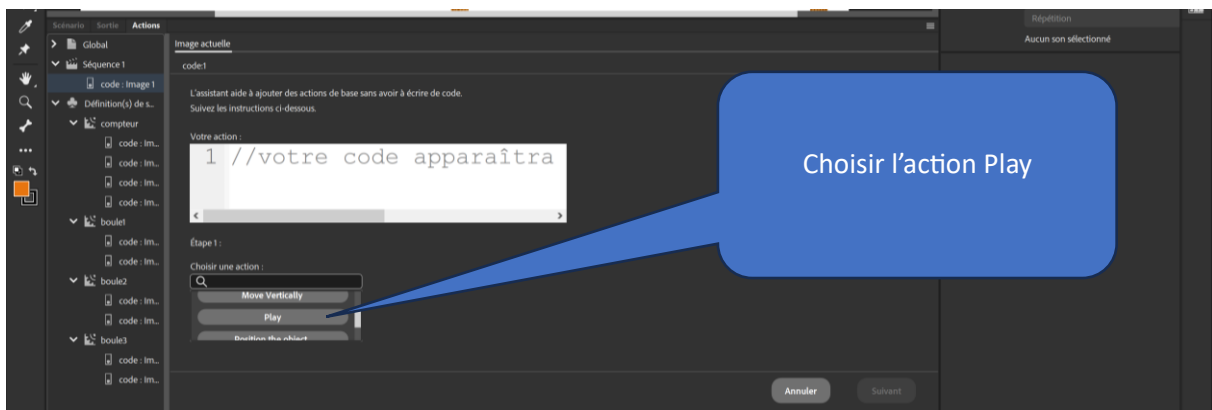 Scénario Sortie Actions
Répétition
Aucun son sélectionné
Global
Image actuelle
Séquence 1
code:1
code : Image 1
L'assistant aide à ajouter des actions de base sans avoir à écrire de code.
Suivez les instructions ci-dessous.
Définition(s) de s...
compteur
Votre action :
code : Im...
1 //votre code apparaîtra
code : Im...
code : Im...
code : Im...
Choisir l'action Play
boule1
code : Im...
Étape 1 :
code : Im...
Choisir une action :
boule2
Move Vertically
code : Im...
Play
code : Im...
Position the object
boule3
code : Im...
code : Im...
Annuler Suivant